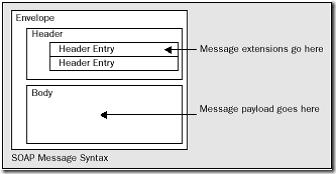 Envelope
Header
Header Entry
Message extensions go here
Header Entry
Body
Message payload goes here
SOAP Message Syntax